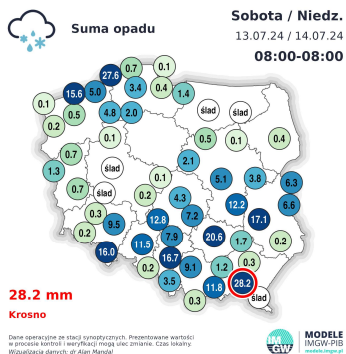 Suma opadu
Sobota / Niedz.
13.07.24 / 14.07.24
08:00-08:00
27.6 0.7 0.1
15.6 5.0 3.4 0.4 1.4
0.1 0.5 4.8 2.0 ślad ślad
0.2 0.1 0.5 0.1 0.4
0.7 2.1
1.3 ślad 0.1 5.1 3.8 6.3
0.7 0.2 4.3 12.2 6.6
0.3 9.5 12.8 7.2 17.1
0.2 11.5 7.9 20.6 1.7 0.2
16.0 16.7 0.3
0.2 9.1 1.2
3.5 11.8 28.2
0.3 ślad
28.2 mm
Krosno
Dane operacyjne ze stacji synoptycznych. Prezentowane wartości
w procesie kontroli i weryfikacji mogą ulec zmianie. Czas lokalny.
Wizualizacja danych: dr Alan Mandal
IMGW
MODELE
IMGW-PIB
modele.imgw.pl